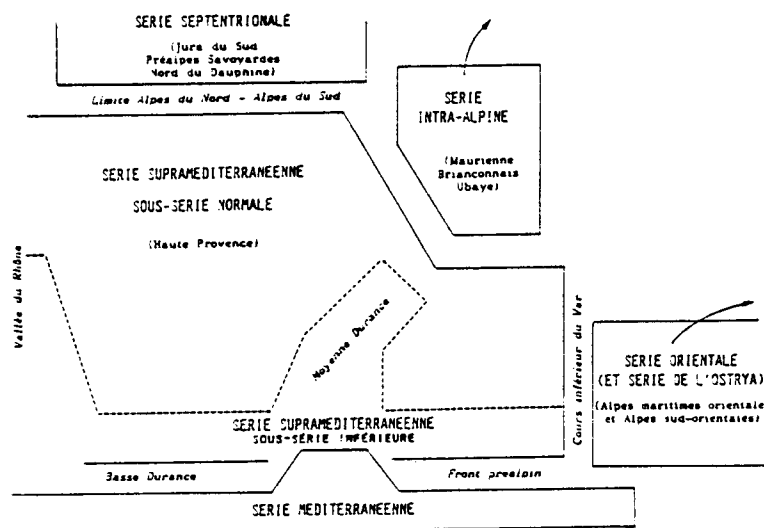 SERIE SEPTENTRIONALE
(Jura du Sud
Préalpes Savoyardes
Nord du Dauphiné)
Limite Alpes du Nord - Alpes du Sud
SERIE
INTRA-ALPINE
(Maurienne
Briançonnais
Ubaye)
SERIE SUPRAMEDITERRANEENNE
SOUS-SERIE NORMALE
(Haute Provence)
Vallée du Rhône
Moyenne Durance
Cours inférieur du Var
SERIE ORIENTALE
(ET SERIE DE L'OSTRYA)
(Alpes maritimes orientales
et Alpes sud-orientales)
SERIE SUPRAMEDITERRANEENNE
SOUS-SÉRIE INFÉRIEURE
Basse Durance
Front préalpin
SERIE MEDITERRANEENNE